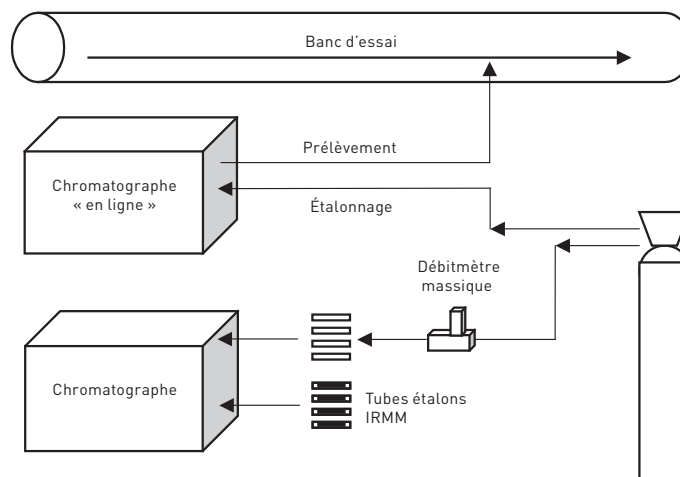 Banc d'essai
Prélèvement
Chromatographe
« en ligne »
Étalonnage
Débitmètre
massique
Chromatographe
Tubes étalons
IRMM